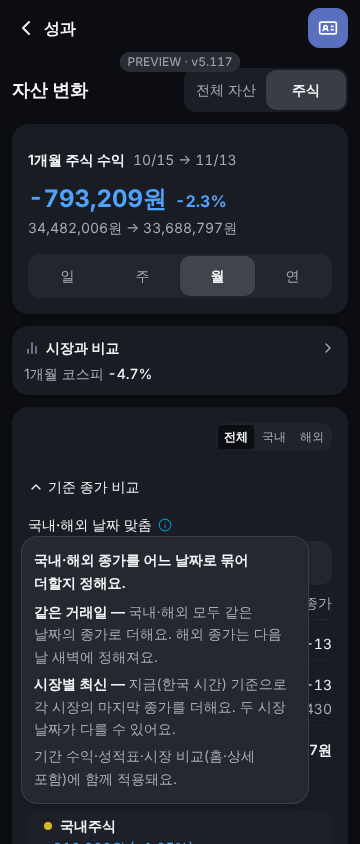 성과
PREVIEW · v5.117
자산 변화
전체 자산
주식
1개월 주식 수익 10/15 → 11/13
-793,209원 -2.3%
34,482,006원 → 33,688,797원
일
주
월
연
시장과 비교
1개월 코스피 -4.7%
전체
국내
해외
기준 종가 비교
국내·해외 날짜 맞춤
국내·해외 종가를 어느 날짜로 묶어
더할지 정해요.
같은 거래일 — 국내·해외 모두 같은
날짜의 종가로 더해요. 해외 종가는 다음
날 새벽에 정해져요.
시장별 최신 — 지금(한국 시간) 기준으로
각 시장의 마지막 종가를 더해요. 두 시장
날짜가 다를 수 있어요.
기간 수익·성적표·시장 비교(홈·상세
포함)에 함께 적용돼요.
종가
-13
-13
430
7원
국내주식